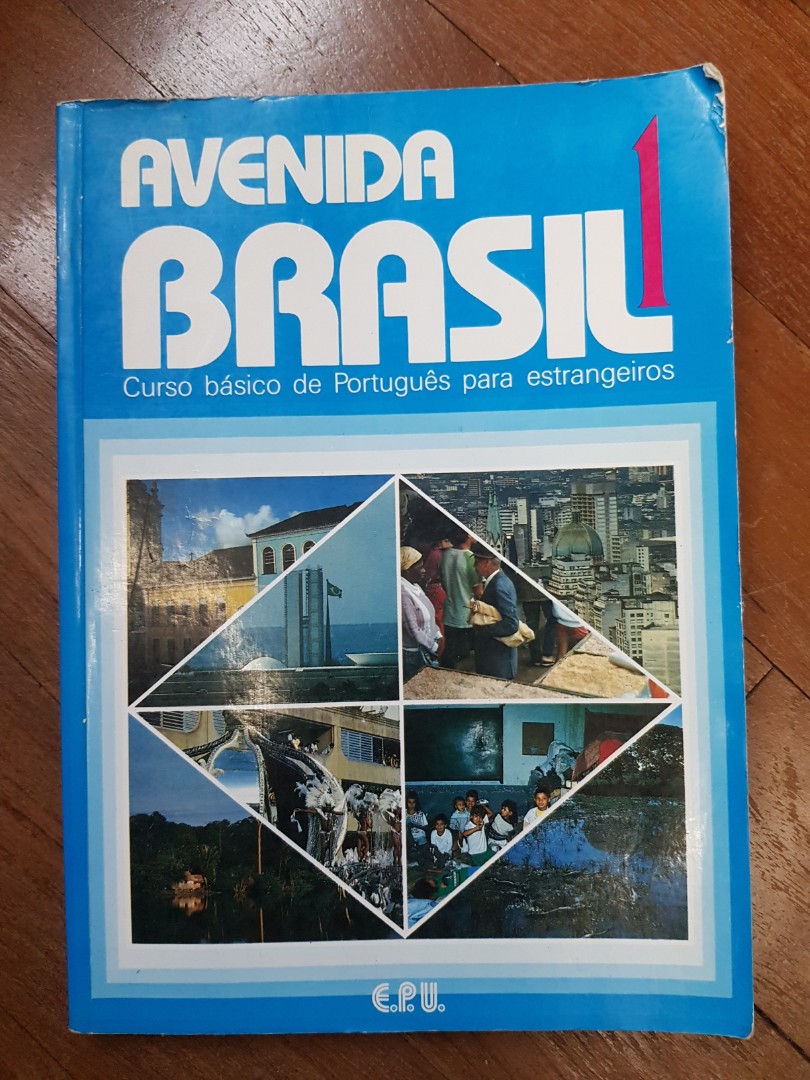 AVENIDA
BRASIL 1
Curso básico de Português para estrangeiros
E.P.U.